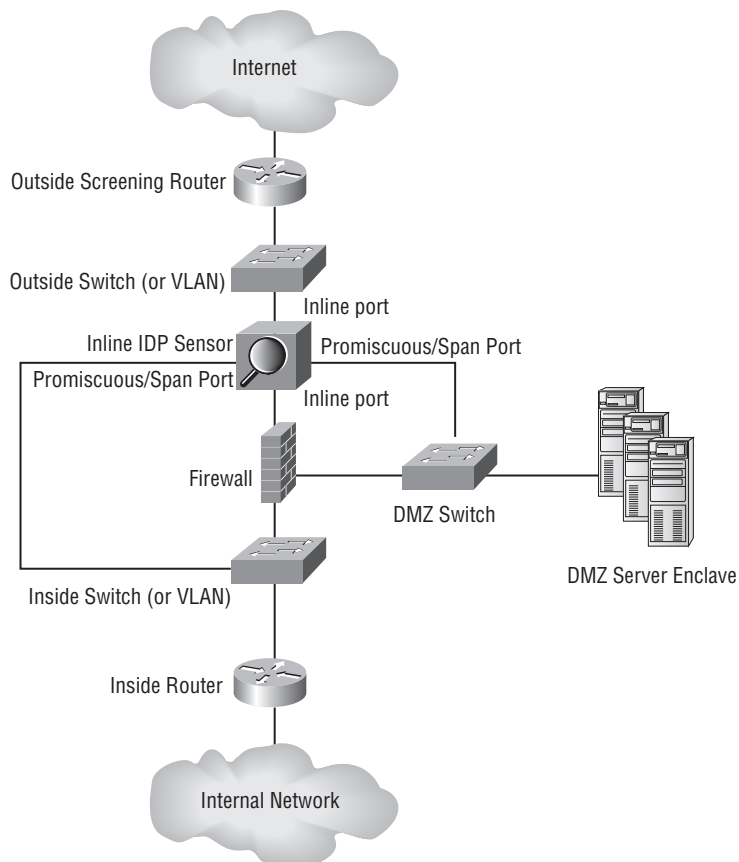 Internet
Outside Screening Router
Outside Switch (or VLAN)
Inline port
Inline IDP Sensor
Promiscuous/Span Port
Promiscuous/Span Port
Inline port
Firewall
DMZ Switch
DMZ Server Enclave
Inside Switch (or VLAN)
Inside Router
Internal Network